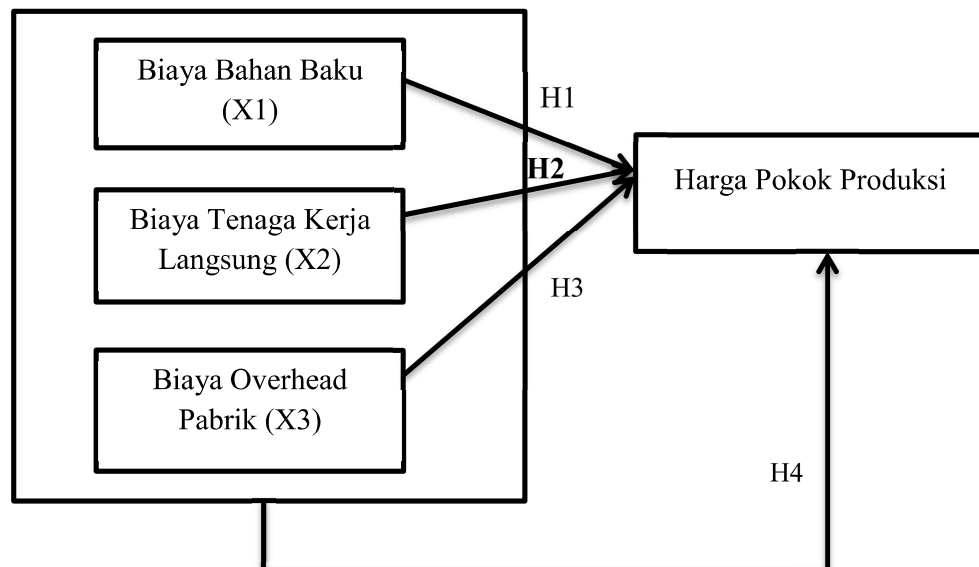 Biaya Bahan Baku
(X1)
H1
H2
Harga Pokok Produksi
Biaya Tenaga Kerja
Langsung (X2)
H3
Biaya Overhead
Pabrik (X3)
H4